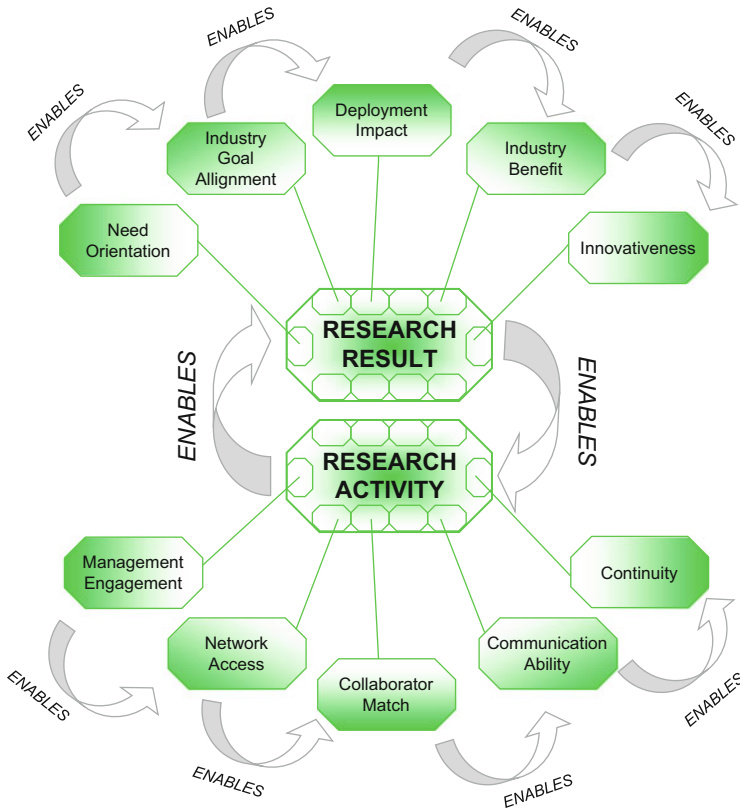 ENABLES
ENABLES
ENABLES
ENABLES
Deployment
Impact
Industry
Goal
Allignment
Industry
Benefit
Need
Orientation
Innovativeness
RESEARCH
RESULT
ENABLES
ENABLES
RESEARCH
ACTIVITY
Management
Engagement
Continuity
Network
Access
Communication
Ability
Collaborator
Match
ENABLES
ENABLES
ENABLES
ENABLES